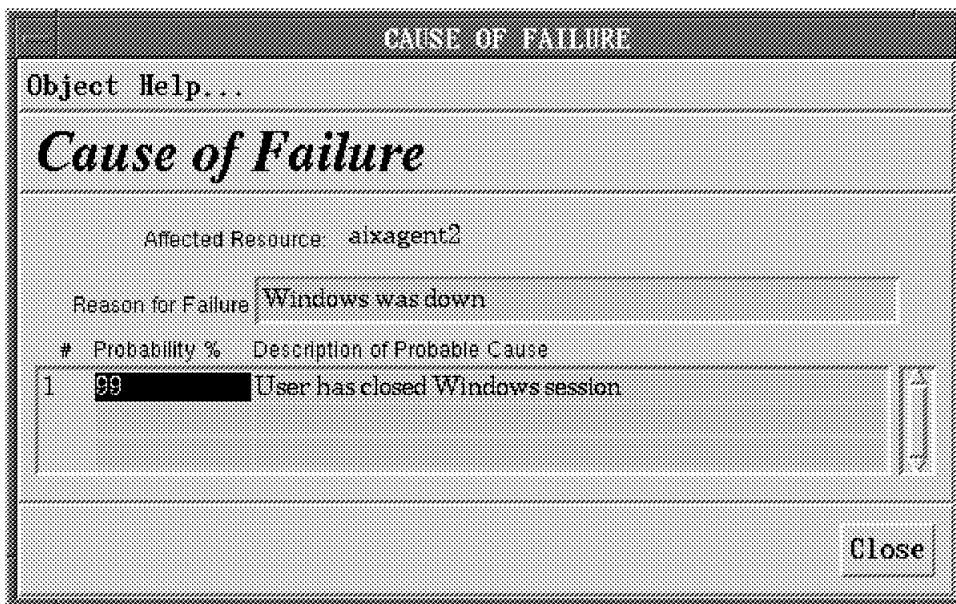 CAUSE OF FAILURE
Object Help...
Cause of Failure
Affected Resource: aixagent2
Reason for Failure Windows was down
# Probability % Description of Probable Cause
1 99 User has closed Windows session
Close